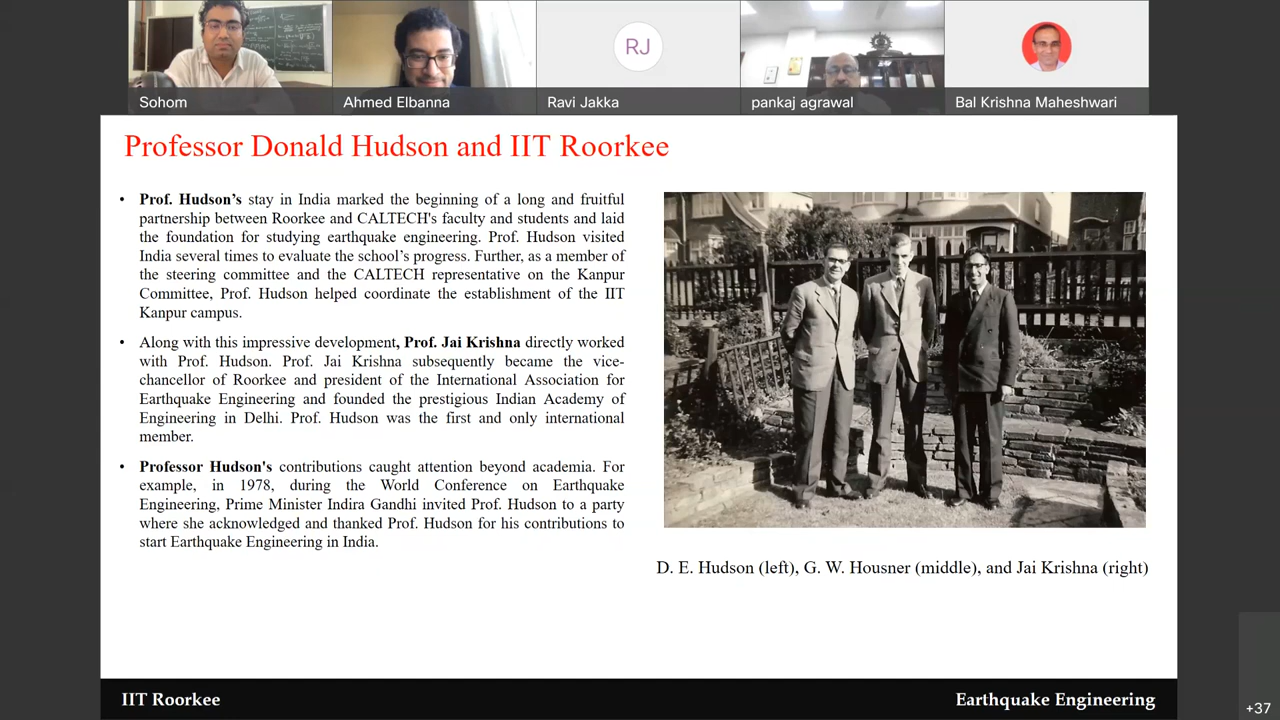 RJ
Sohom
Ahmed Elbanna
Ravi Jakka
pankaj agrawal
Bal Krishna Maheshwari
Professor Donald Hudson and IIT Roorkee
• Prof. Hudson's stay in India marked the beginning of a long and fruitful
partnership between Roorkee and CALTECH's faculty and students and laid
the foundation for studying earthquake engineering. Prof. Hudson visited
India several times to evaluate the school's progress. Further, as a member of
the steering committee and the CALTECH representative on the Kanpur
Committee, Prof. Hudson helped coordinate the establishment of the IIT
Kanpur campus.
• Along with this impressive development, Prof. Jai Krishna directly worked
with Prof. Hudson. Prof. Jai Krishna subsequently became the vice-
chancellor of Roorkee and president of the International Association for
Earthquake Engineering and founded the prestigious Indian Academy of
Engineering in Delhi. Prof. Hudson was the first and only international
member.
• Professor Hudson's contributions caught attention beyond academia. For
example, in 1978, during the World Conference on Earthquake
Engineering, Prime Minister Indira Gandhi invited Prof. Hudson to a party
where she acknowledged and thanked Prof. Hudson for his contributions to
start Earthquake Engineering in India.
D. E. Hudson (left), G. W. Housner (middle), and Jai Krishna (right)
IIT Roorkee
Earthquake Engineering
+37